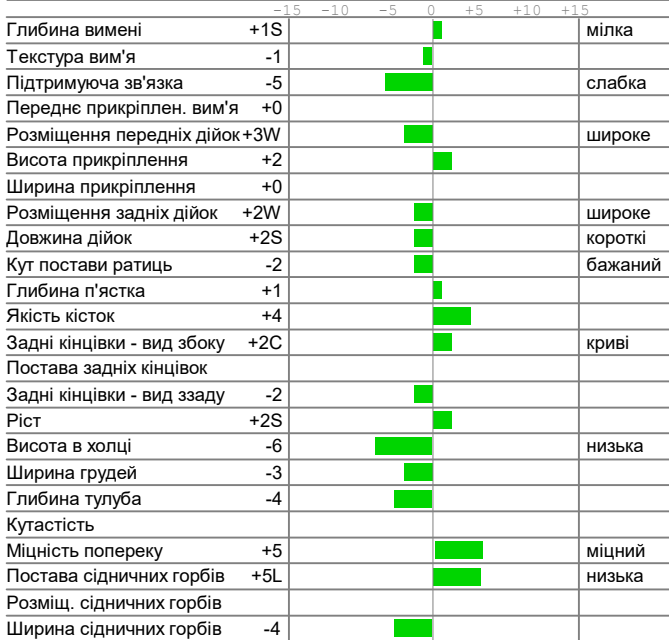 -15 -10 -5 0 +5 +10 +15
Глибина вимені +1S мілка
Текстура вим'я -1
Підтримуюча зв'язка -5 слабка
Переднє прикріплен. вим'я +0
Розміщення передніх дійок +3W широке
Висота прикріплення +2
Ширина прикріплення +0
Розміщення задніх дійок +2W широке
Довжина дійок +2S короткі
Кут постави ратиць -2 бажаний
Глибина п'ястка +1
Якість кісток +4
Задні кінцівки - вид збоку +2C криві
Постава задніх кінцівок
Задні кінцівки - вид ззаду -2
Ріст +2S
Висота в холці -6 низька
Ширина грудей -3
Глибина тулуба -4
Кутастість
Міцність попереку +5 міцний
Постава сідничних горбів +5L низька
Розміщ. сідничних горбів
Ширина сідничних горбів -4